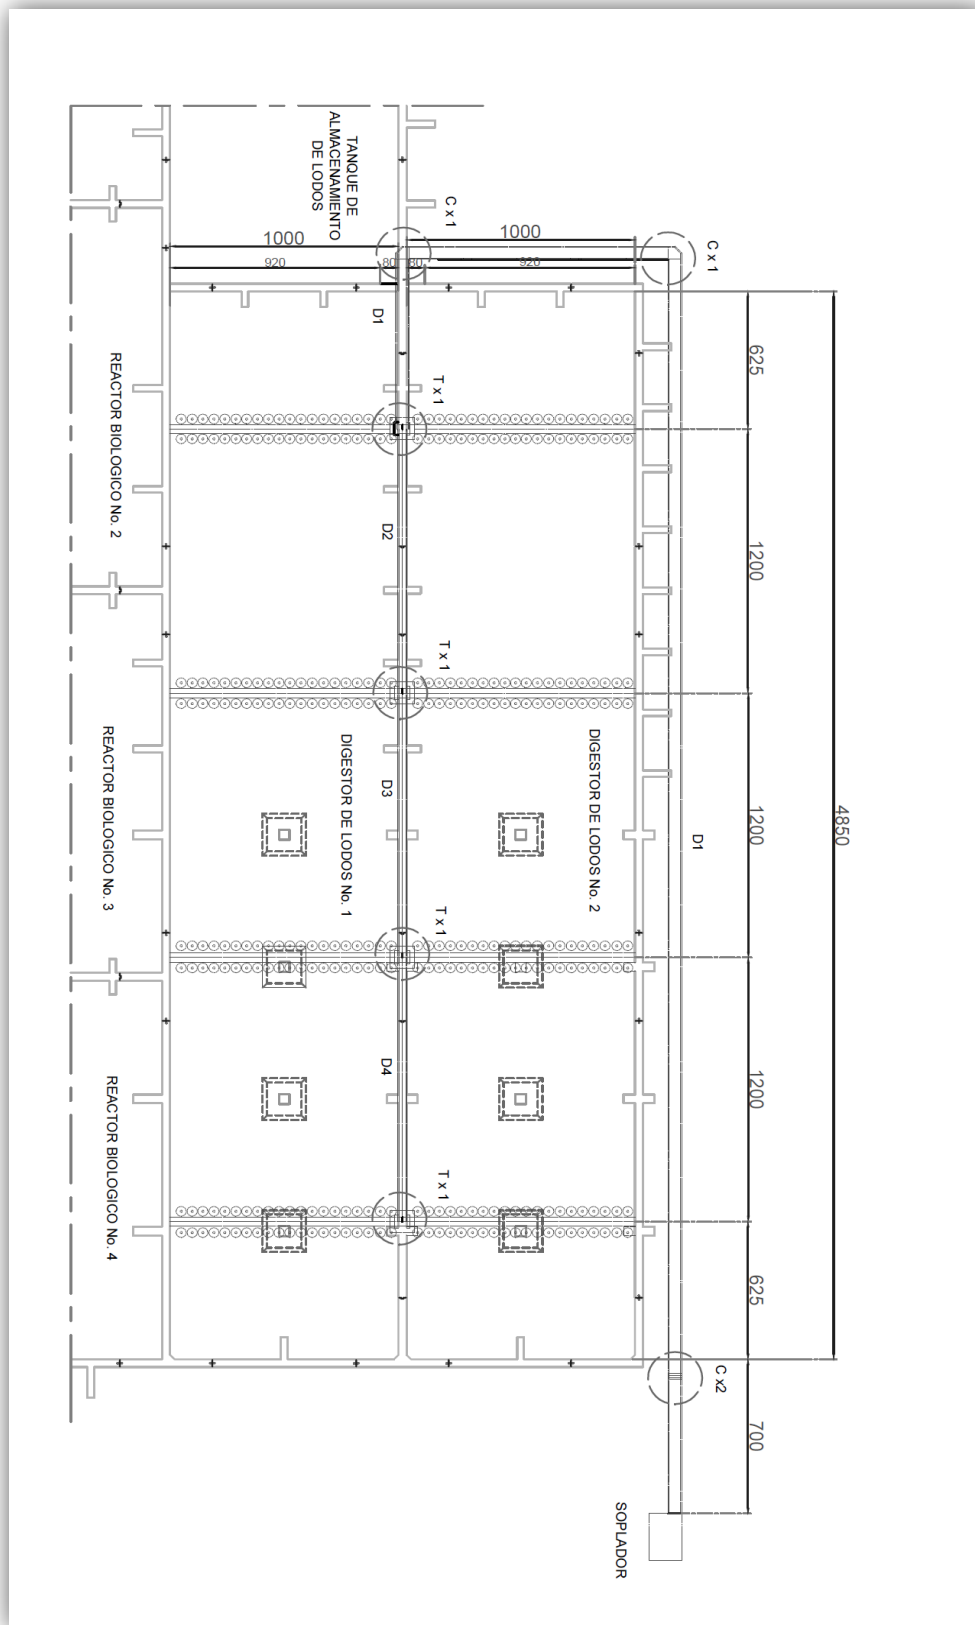 TANQUE DE
ALMACENAMIENTO
DE LODOS
C x 1
C x 1
1000
1000
920
80
80
920
D1
625
T x 1
REACTOR BIOLOGICO No. 2
D2
1200
T x 1
REACTOR BIOLOGICO No. 3
DIGESTOR DE LODOS No. 1
D3
DIGESTOR DE LODOS No. 2
D1
1200
4850
T x 1
REACTOR BIOLOGICO No. 4
D4
1200
T x 1
625
C x2
700
SOPLADOR